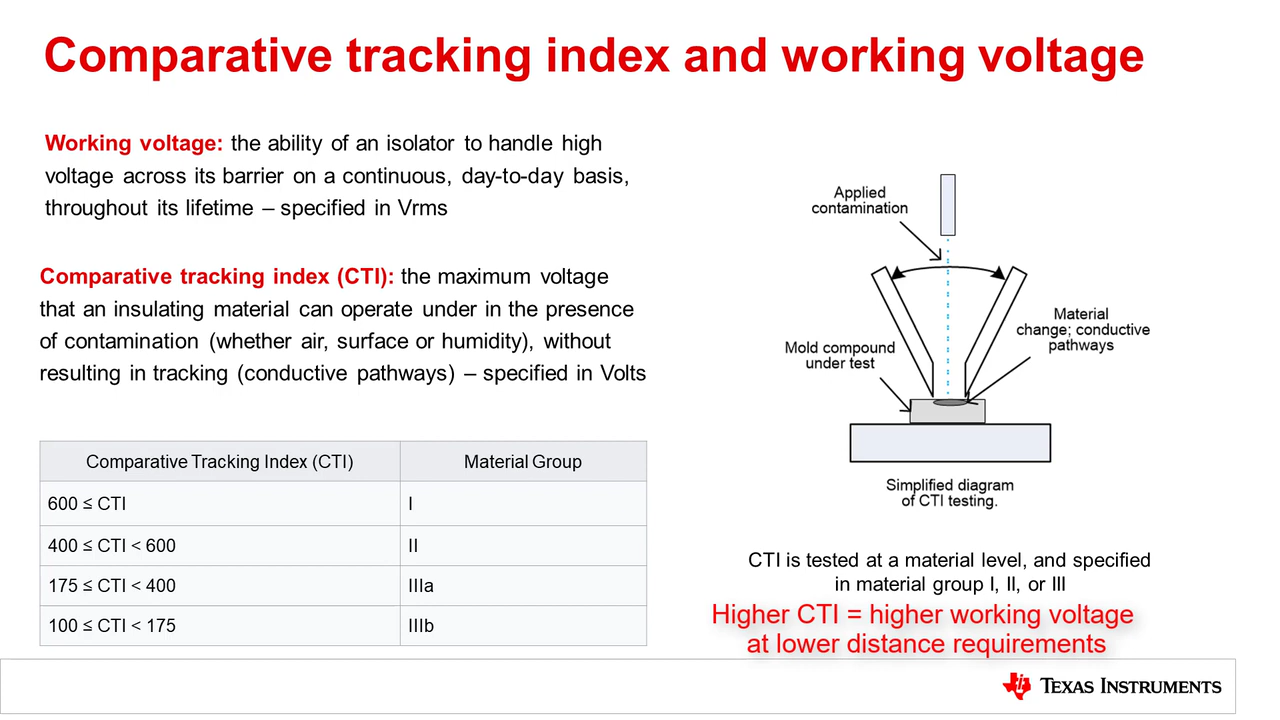 Comparative tracking index and working voltage
Working voltage: the ability of an isolator to handle high
voltage across its barrier on a continuous, day-to-day basis,
throughout its lifetime – specified in Vrms
Comparative tracking index (CTI): the maximum voltage
that an insulating material can operate under in the presence
of contamination (whether air, surface or humidity), without
resulting in tracking (conductive pathways) – specified in Volts
Comparative Tracking Index (CTI) Material Group
600 ≤ CTI I
400 ≤ CTI < 600 II
175 ≤ CTI < 400 IIIa
100 ≤ CTI < 175 IIIb
Applied
contamination
Material
change; conductive
pathways
Mold compound
under test
Simplified diagram
of CTI testing.
CTI is tested at a material level, and specified
in material group I, II, or III
Higher CTI = higher working voltage
at lower distance requirements
TEXAS INSTRUMENTS